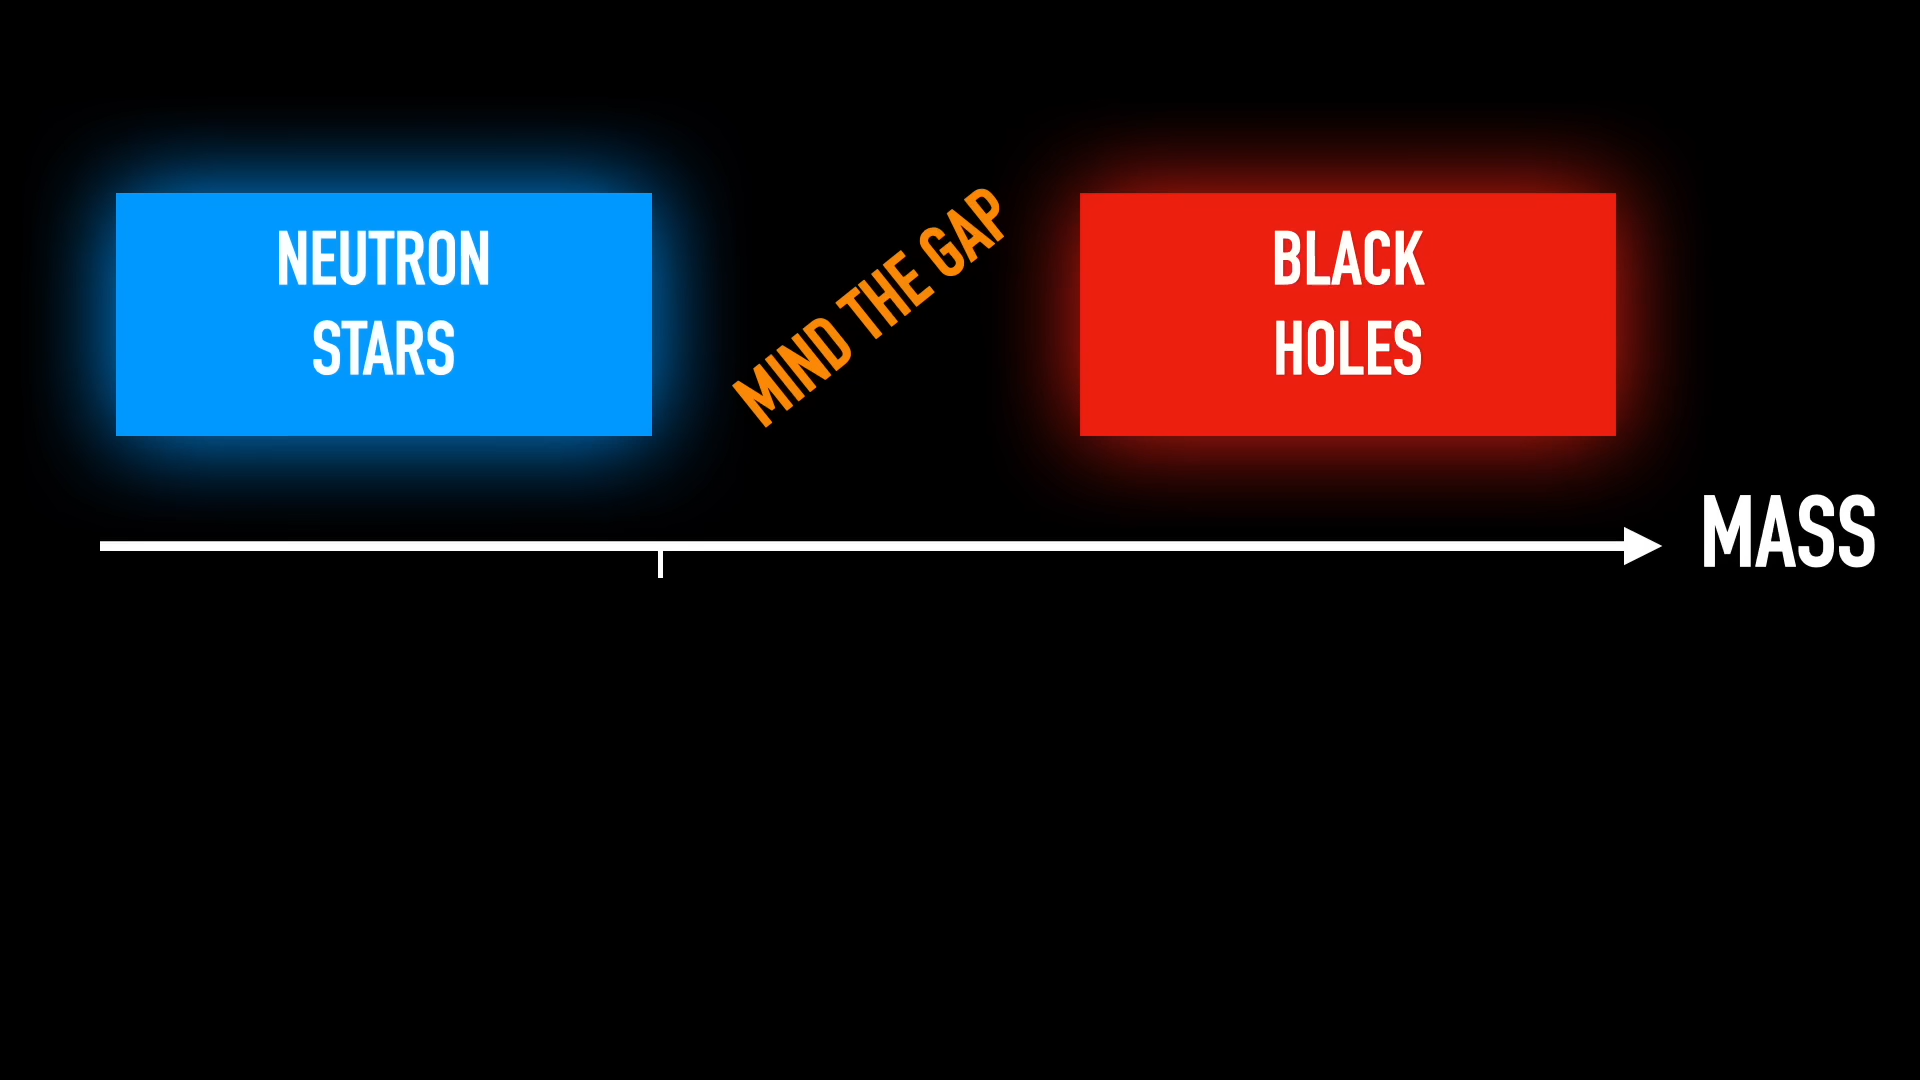 NEUTRON
STARS
MIND THE GAP
BLACK
HOLES
MASS